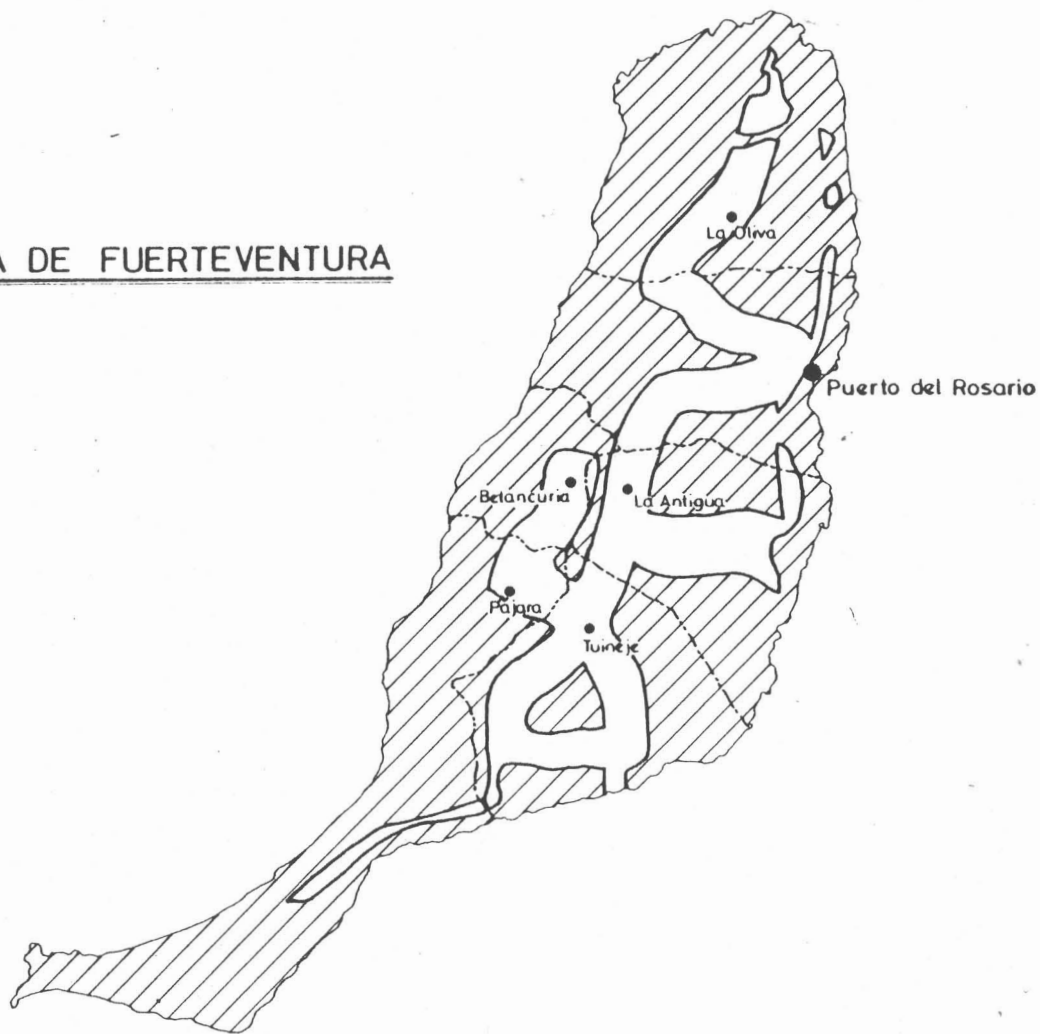 A DE FUERTEVENTURA
La Oliva
Puerto del Rosario
Betancuria
La Antigua
Pajara
Tuineje